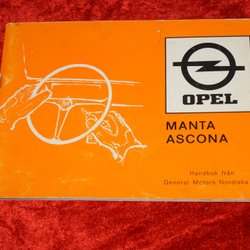 OPEL
MANTA
ASCONA
Handbok från
General Motors Nordiska